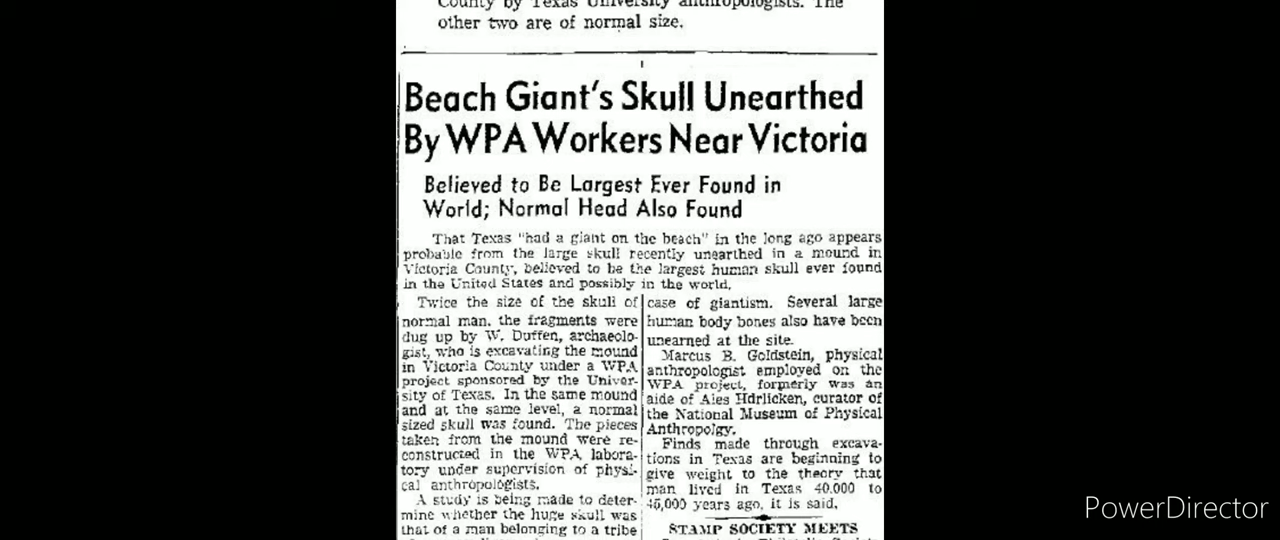 County by Texas University anthropologists. The
other two are of normal size.
Beach Giant's Skull Unearthed
By WPA Workers Near Victoria
Believed to Be Largest Ever Found in
World; Normal Head Also Found
That Texas "had a giant on the beach" in the long ago appears
probable from the large skull recently unearthed in a mound in
Victoria County, believed to be the largest human skull ever found
in the United States and possibly in the world.
Twice the size of the skull of
normal man, the fragments were
dug up by W. Duffen, archaeolo-
gist, who is excavating the mound
in Victoria County under a WPA
project sponsored by the Univer-
sity of Texas. In the same mound
and at the same level, a normal
sized skull was found. The pieces
taken from the mound were re-
constructed in the WPA labora-
tory under supervision of physi-
cal anthropologists.
A study is being made to deter-
mine whether the huge skull was
that of a man belonging to a tribe
case of giantism. Several large
human body bones also have been
unearned at the site.
Marcus B. Goldstein, physical
anthropologist employed on the
WPA project, formerly was an
aide of Ales Hdrlicken, curator of
the National Museum of Physical
Anthropolgy.
Finds made through excava-
tions in Texas are beginning to
give weight to the theory that
man lived in Texas 40,000 to
45,000 years ago, it is said.
STAMP SOCIETY MEETS
PowerDirector